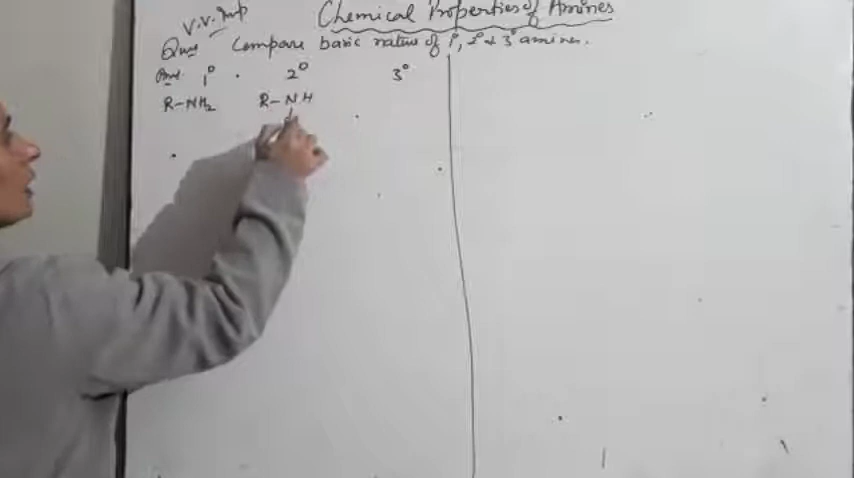 V.V. Imp
Chemical Properties of Amines
Ques Compare basic nature of 1°, 2° & 3° amines.
Ans 1° 2° 3°
R-NH₂ R-NH